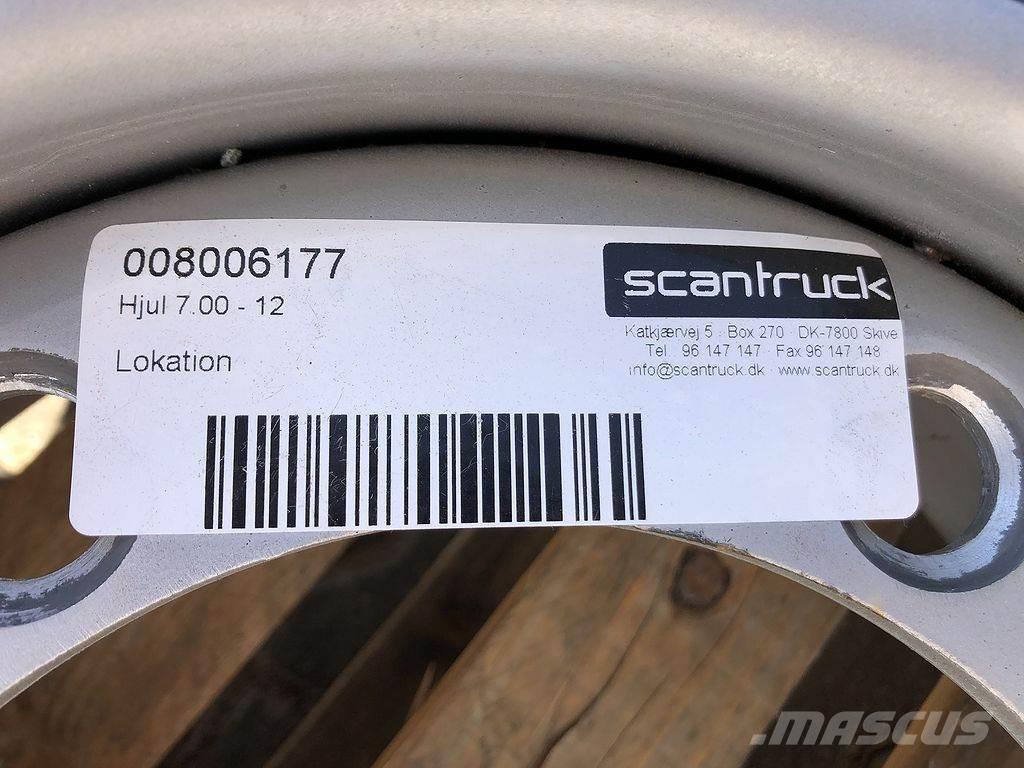 008006177
Hjul 7.00 - 12
Lokation
scantruck
Katkjærvej 5 · Box 270 · DK-7800 Skive
Tel. 96 147 147 · Fax 96 147 148
info@scantruck.dk · www.scantruck.dk
MASCUS